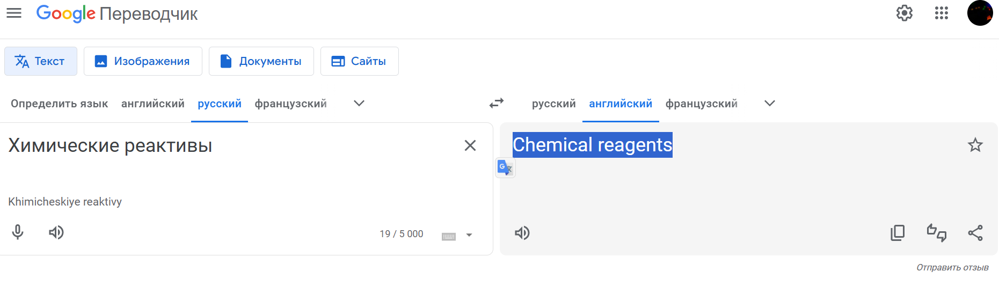 Google Переводчик
Текст Изображения Документы Сайты
Определить язык английский русский французский русский английский французский
Химические реактивы
Chemical reagents
Khimicheskiye reaktivy
19 / 5 000
Отправить отзыв